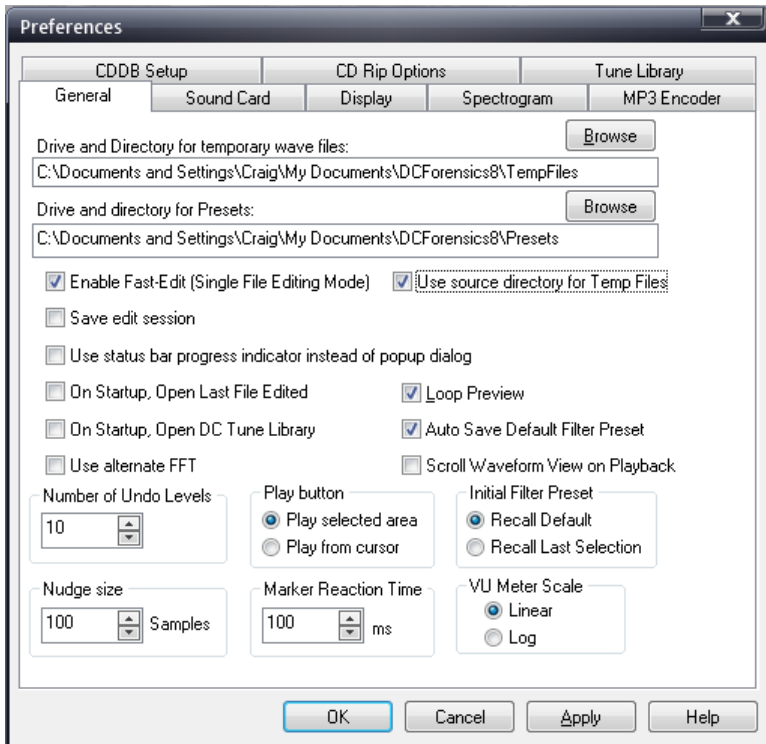 Preferences
x
CDDB Setup
CD Rip Options
Tune Library
General
Sound Card
Display
Spectrogram
MP3 Encoder
Drive and Directory for temporary wave files:
Browse
C:\Documents and Settings\Craig\My Documents\DCForensics8\TempFiles
Drive and directory for Presets:
Browse
C:\Documents and Settings\Craig\My Documents\DCForensics8\Presets
Enable Fast-Edit (Single File Editing Mode)
Use source directory for Temp Files
Save edit session
Use status bar progress indicator instead of popup dialog
On Startup, Open Last File Edited
Loop Preview
On Startup, Open DC Tune Library
Auto Save Default Filter Preset
Use alternate FFT
Scroll Waveform View on Playback
Number of Undo Levels
10
Play button
Play selected area
Play from cursor
Initial Filter Preset
Recall Default
Recall Last Selection
Nudge size
100 Samples
Marker Reaction Time
100 ms
VU Meter Scale
Linear
Log
OK
Cancel
Apply
Help